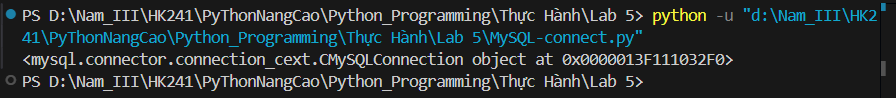 PS D:\Nam_III\HK241\PyThonNangCao\Python_Programming\Thực Hành\Lab 5> python -u "d:\Nam_III\HK2
41\PyThonNangCao\Python_Programming\Thực Hành\Lab 5\MySQL-connect.py"
<mysql.connector.connection_cext.CMySQLConnection object at 0x0000013F111032F0>
PS D:\Nam_III\HK241\PyThonNangCao\Python_Programming\Thực Hành\Lab 5>